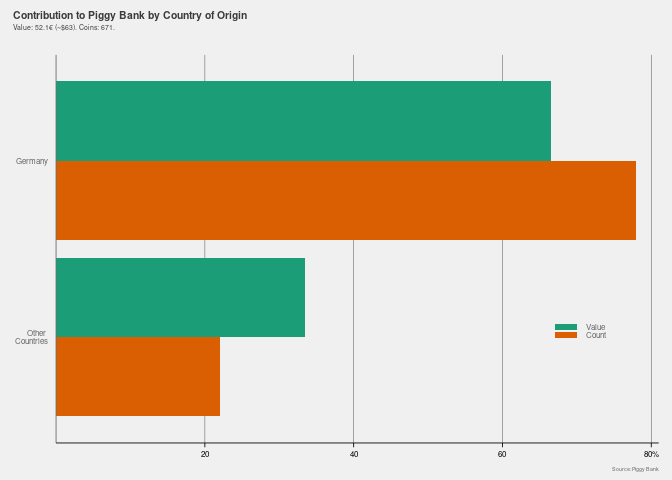 Contribution to Piggy Bank by Country of Origin
Value: 52.1€ (~$63). Coins: 671.
Germany
Other
Countries
Value
Count
20
40
60
80%
Source: Piggy Bank